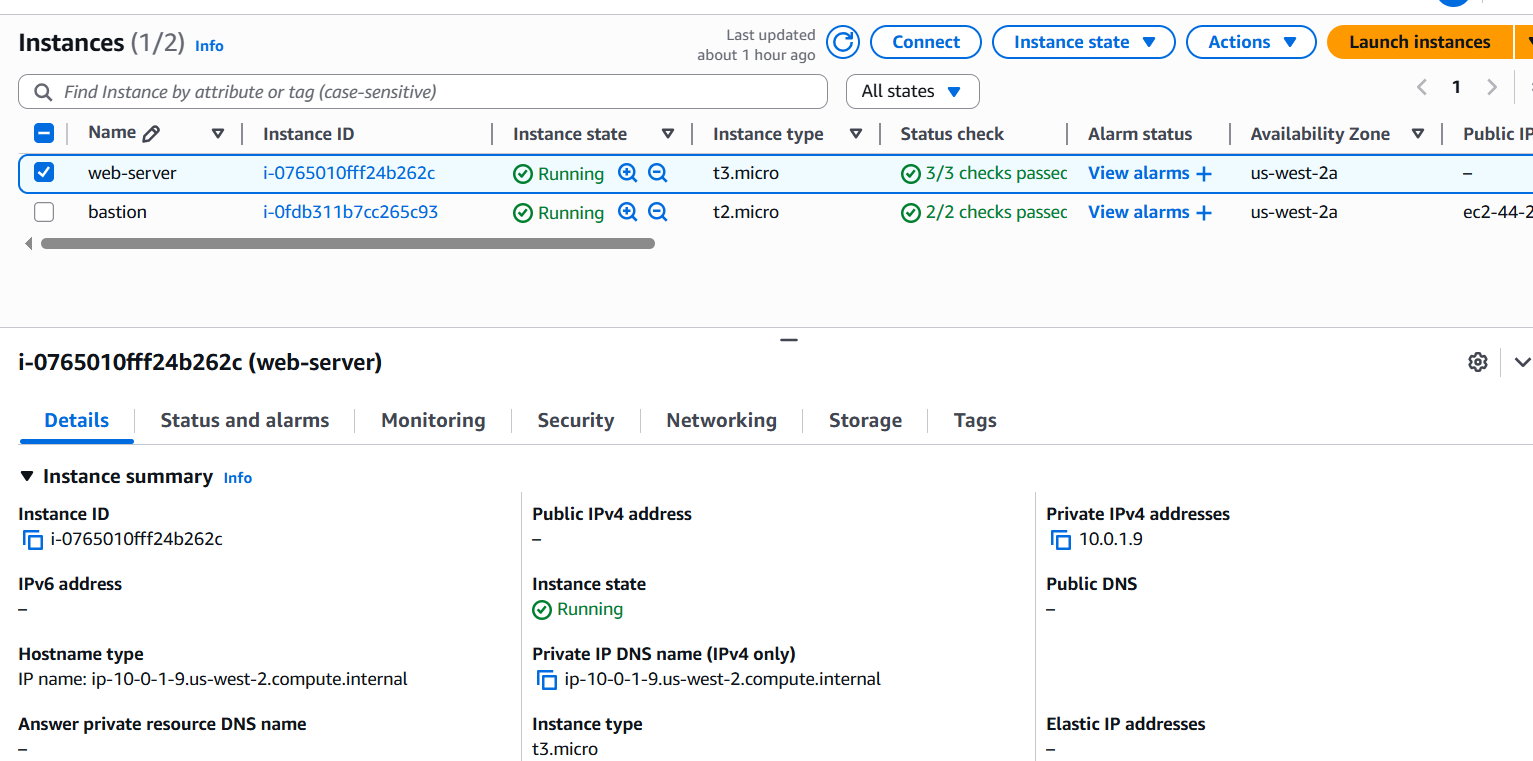 Instances (1/2) Info
Last updated
about 1 hour ago
Connect
Instance state
Actions
Launch instances
Find Instance by attribute or tag (case-sensitive)
All states
1
Name Instance ID Instance state Instance type Status check Alarm status Availability Zone Public IP
web-server i-0765010fff24b262c Running t3.micro 3/3 checks passec View alarms + us-west-2a –
bastion i-0fdb311b7cc265c93 Running t2.micro 2/2 checks passec View alarms + us-west-2a ec2-44-2
i-0765010fff24b262c (web-server)
Details Status and alarms Monitoring Security Networking Storage Tags
Instance summary Info
Instance ID Public IPv4 address Private IPv4 addresses
i-0765010fff24b262c – 10.0.1.9
IPv6 address Instance state Public DNS
– Running –
Hostname type Private IP DNS name (IPv4 only)
IP name: ip-10-0-1-9.us-west-2.compute.internal ip-10-0-1-9.us-west-2.compute.internal
Answer private resource DNS name Instance type Elastic IP addresses
– t3.micro –